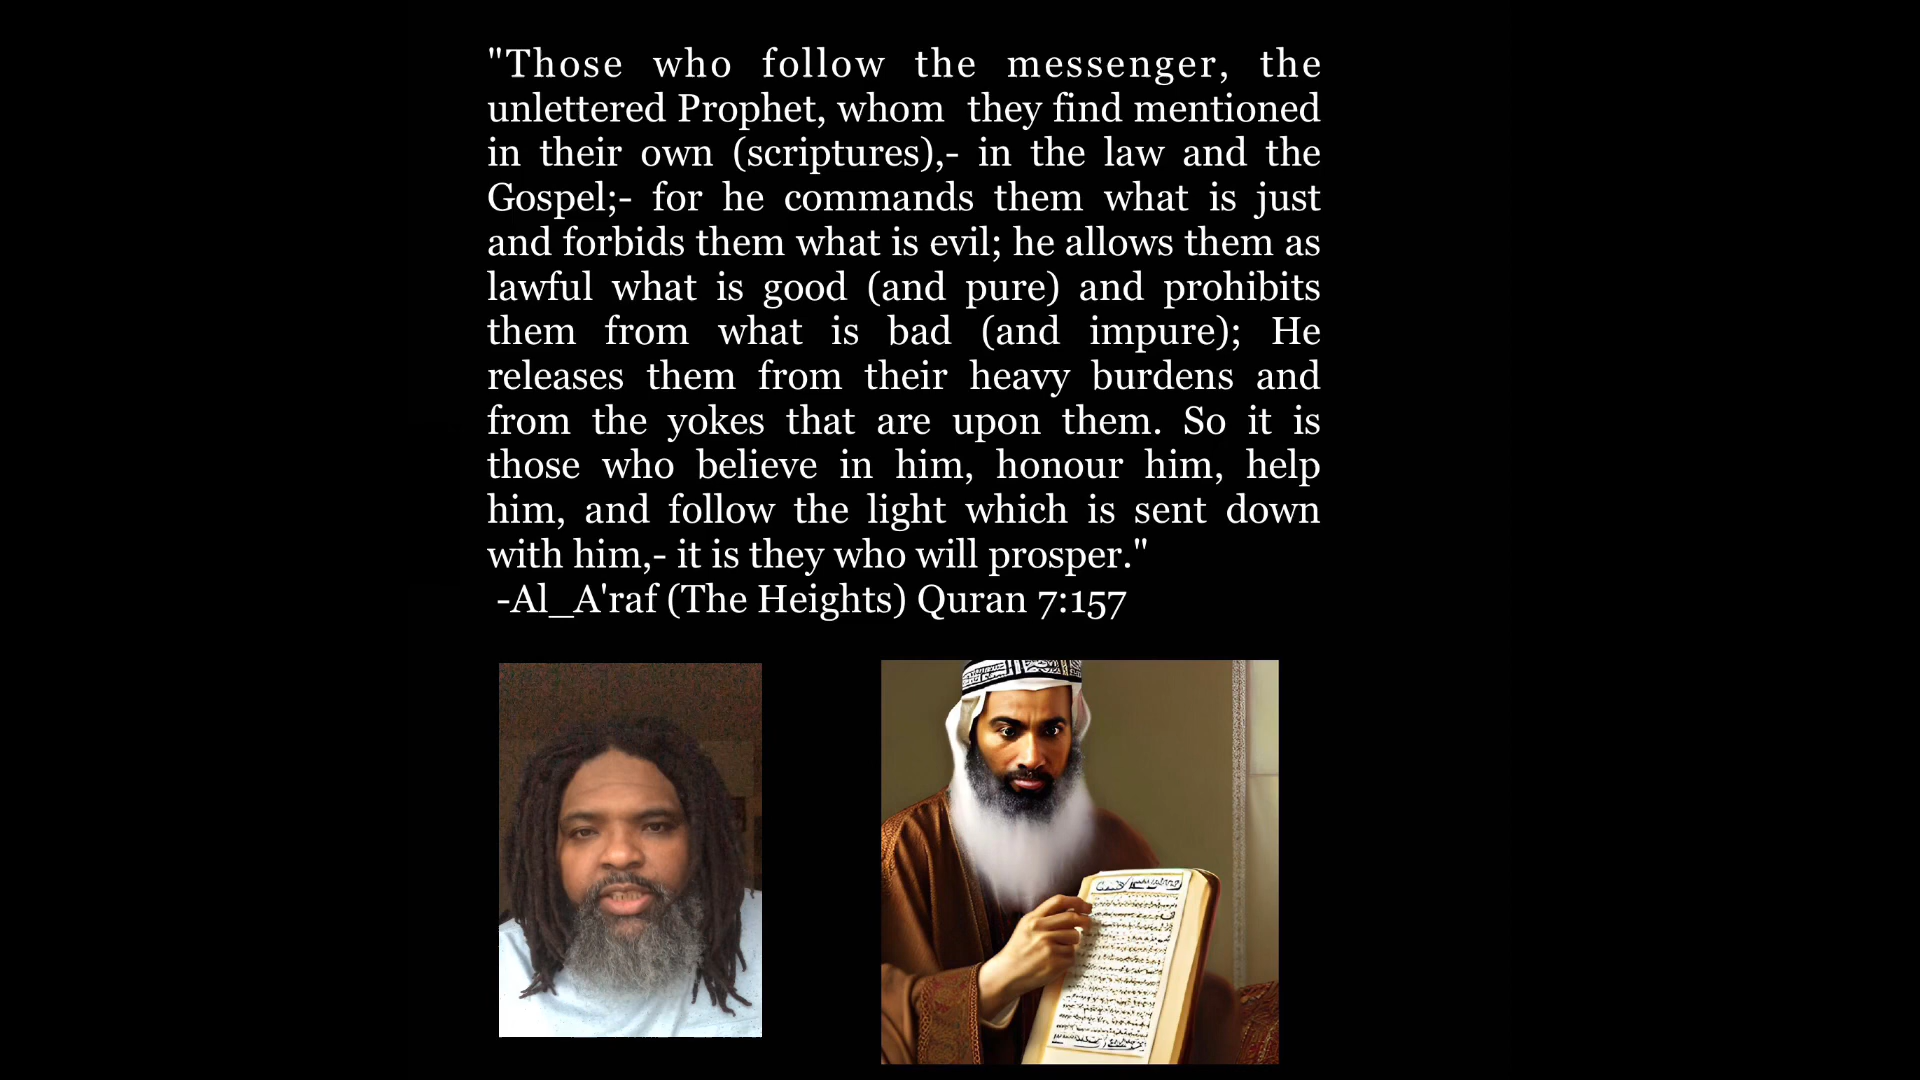 "Those who follow the messenger, the
unlettered Prophet, whom they find mentioned
in their own (scriptures),- in the law and the
Gospel;- for he commands them what is just
and forbids them what is evil; he allows them as
lawful what is good (and pure) and prohibits
them from what is bad (and impure); He
releases them from their heavy burdens and
from the yokes that are upon them. So it is
those who believe in him, honour him, help
him, and follow the light which is sent down
with him,- it is they who will prosper."
-Al_A'raf (The Heights) Quran 7:157